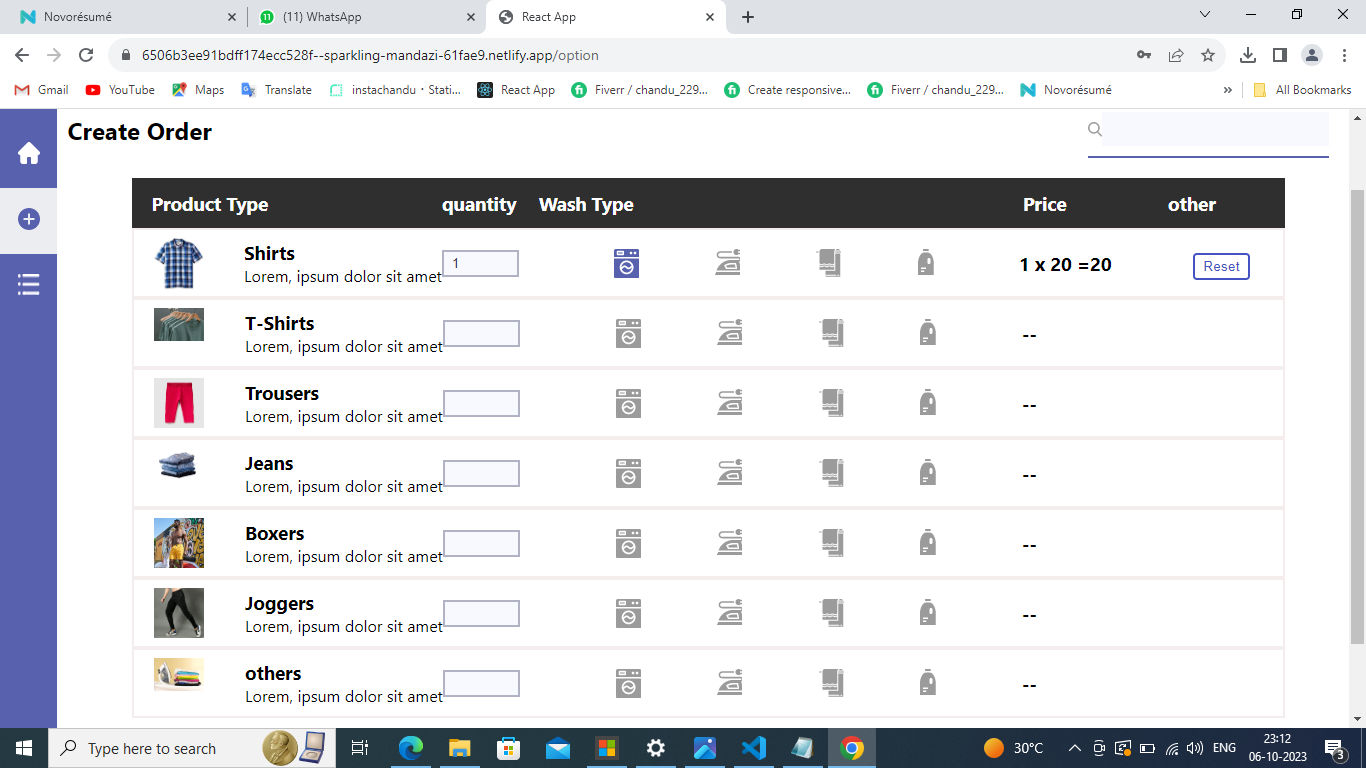 Novorésumé
11
(11) WhatsApp
React App
6506b3ee91bdff174ecc528f--sparkling-mandazi-61fae9.netlify.app/option
Gmail
YouTube
Maps
Translate
instachandu • Stati...
React App
Fiverr / chandu_229...
Create responsive...
Fiverr / chandu_229...
Novorésumé
»
All Bookmarks
Create Order
Product Type quantity Wash Type Price other
Shirts
Lorem, ipsum dolor sit amet
1
1 x 20 =20
Reset
T-Shirts
Lorem, ipsum dolor sit amet
--
Trousers
Lorem, ipsum dolor sit amet
--
Jeans
Lorem, ipsum dolor sit amet
--
Boxers
Lorem, ipsum dolor sit amet
--
Joggers
Lorem, ipsum dolor sit amet
--
others
Lorem, ipsum dolor sit amet
--
Type here to search
30°C
ENG
23:12
06-10-2023
3